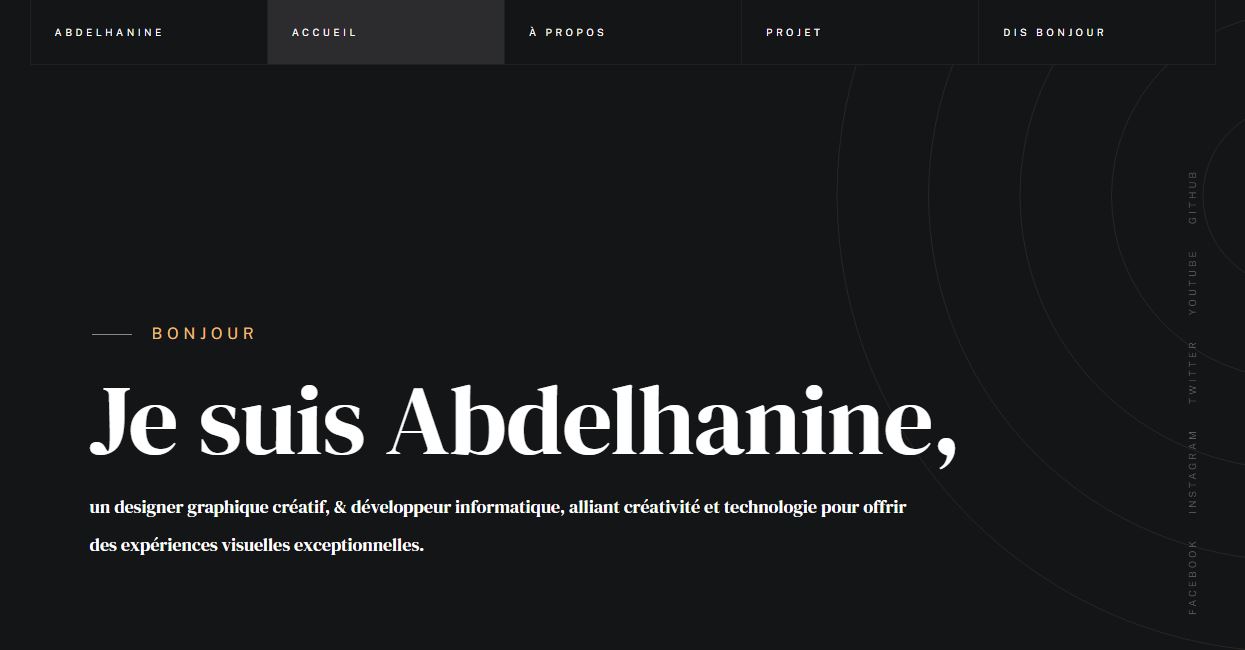 ABDELHANINE
ACCUEIL
À PROPOS
PROJET
DIS BONJOUR
BONJOUR
Je suis Abdelhanine,
un designer graphique créatif, & développeur informatique, alliant créativité et technologie pour offrir
des expériences visuelles exceptionnelles.
FACEBOOK
INSTAGRAM
TWITTER
YOUTUBE
GITHUB